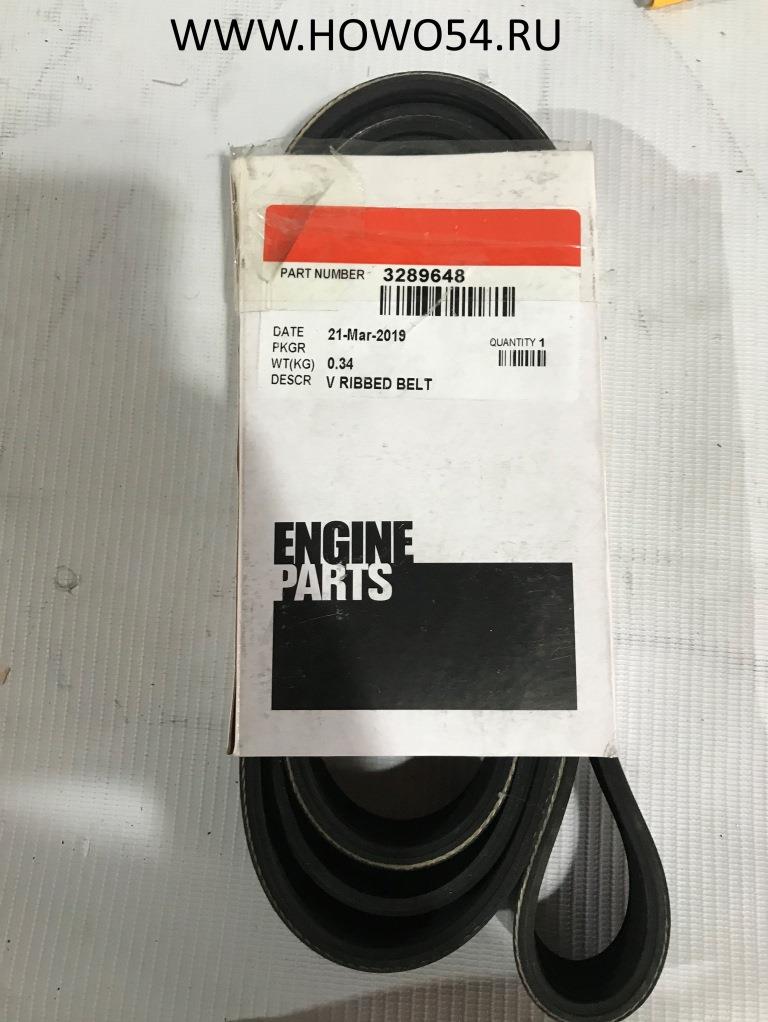 WWW.HOWO54.RU
PART NUMBER 3289648
DATE 21-Mar-2019
PKGR
QUANTITY 1
WT(KG) 0.34
DESCR V RIBBED BELT
ENGINE
PARTS